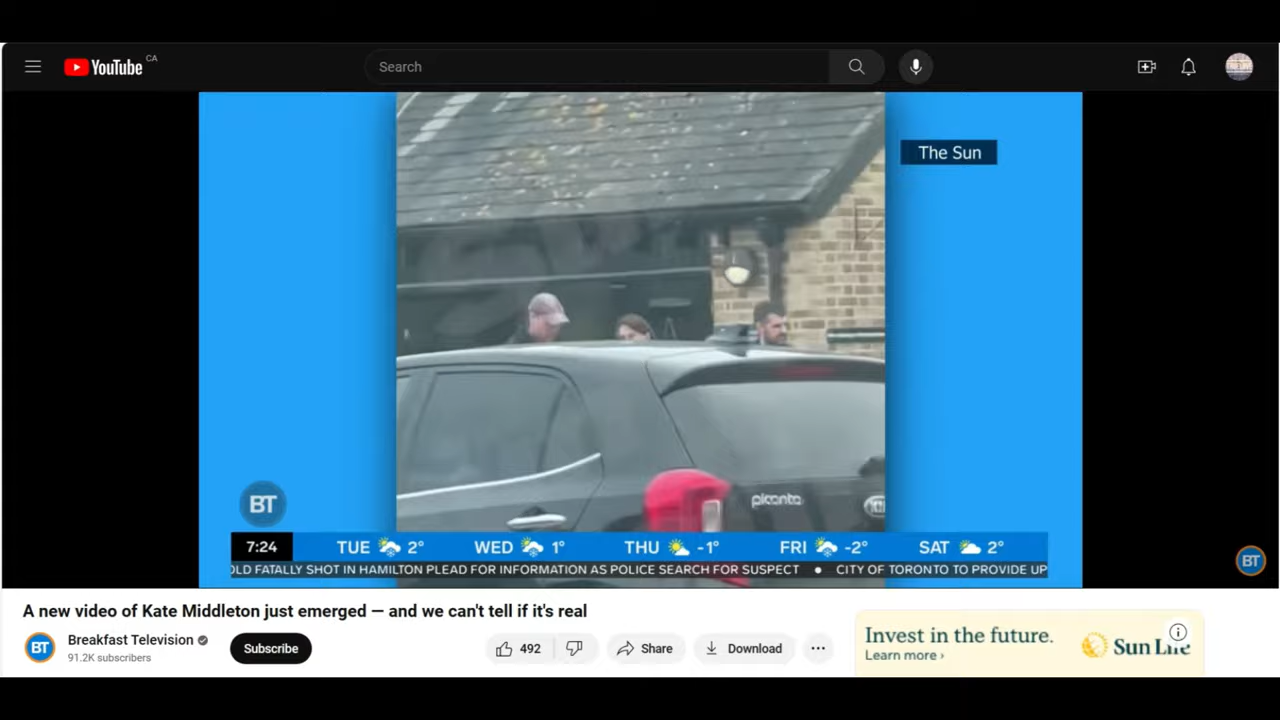 YouTube CA
Search
The Sun
picanto
BT
7:24 TUE 2° WED 1° THU -1° FRI -2° SAT 2°
OLD FATALLY SHOT IN HAMILTON PLEAD FOR INFORMATION AS POLICE SEARCH FOR SUSPECT ● CITY OF TORONTO TO PROVIDE UP
BT
A new video of Kate Middleton just emerged — and we can't tell if it's real
BT
Breakfast Television
91.2K subscribers
Subscribe
492
Share
Download
Invest in the future.
Learn more ›
Sun Life